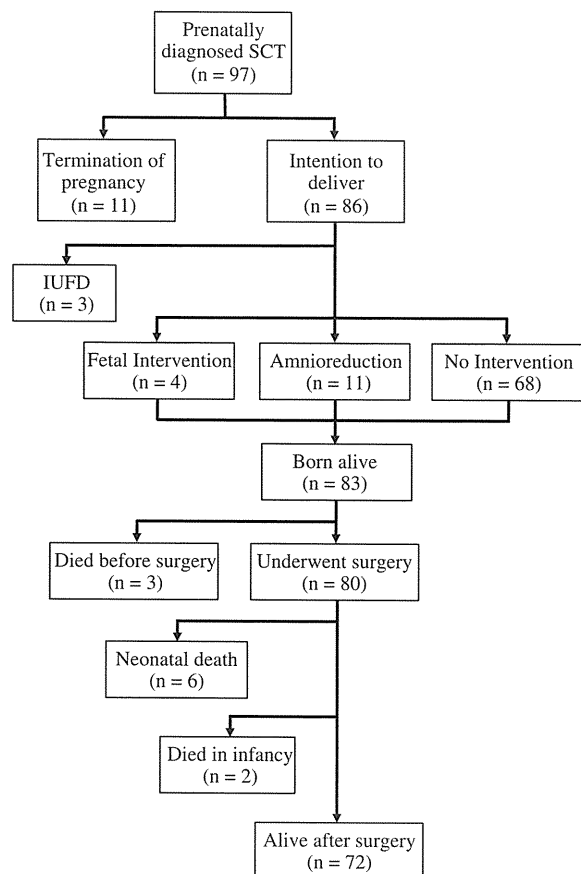 Prenatally
diagnosed SCT
(n = 97)
Termination of
pregnancy
(n = 11)
Intention to
deliver
(n = 86)
IUFD
(n = 3)
Fetal Intervention
(n = 4)
Amnioreduction
(n = 11)
No Intervention
(n = 68)
Born alive
(n = 83)
Died before surgery
(n = 3)
Underwent surgery
(n = 80)
Neonatal death
(n = 6)
Died in infancy
(n = 2)
Alive after surgery
(n = 72)